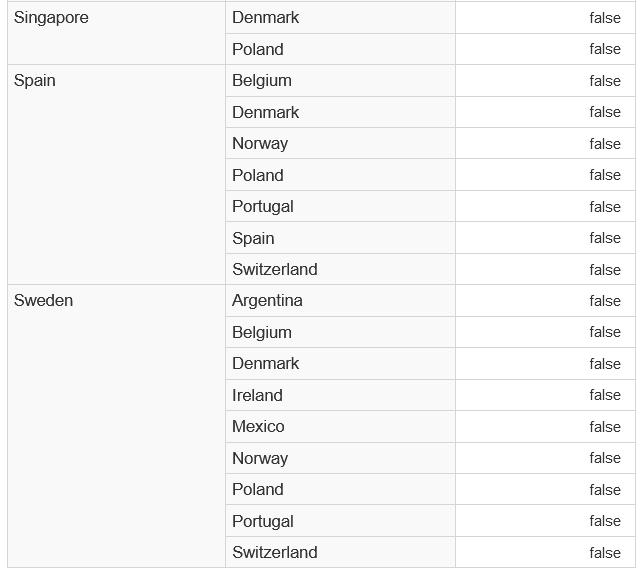 Singapore Denmark false
Poland false
Spain Belgium false
Denmark false
Norway false
Poland false
Portugal false
Spain false
Switzerland false
Sweden Argentina false
Belgium false
Denmark false
Ireland false
Mexico false
Norway false
Poland false
Portugal false
Switzerland false